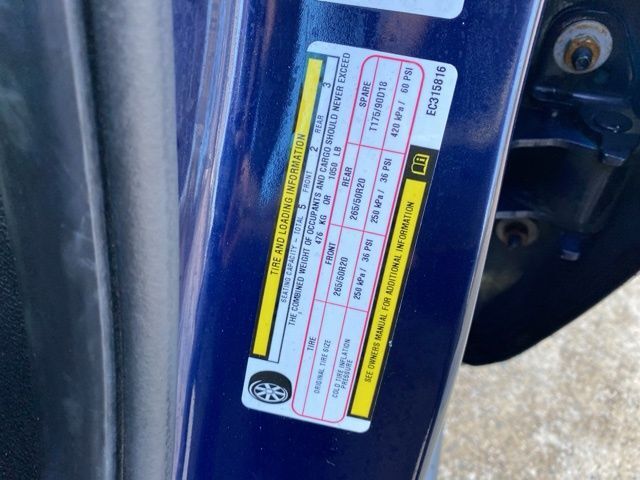 TIRE AND LOADING INFORMATION
SEATING CAPACITY - TOTAL 5 FRONT 2 REAR 3
THE COMBINED WEIGHT OF OCCUPANTS AND CARGO SHOULD NEVER EXCEED
476 KG OR 1050 LB
TIRE FRONT REAR SPARE
ORIGINAL TIRE SIZE 265/50R20 265/50R20 T175/90D18
COLD TIRE INFLATION
PRESSURE 250 kPa / 36 PSI 250 kPa / 36 PSI 420 kPa / 60 PSI
SEE OWNERS MANUAL FOR ADDITIONAL INFORMATION
EC315816